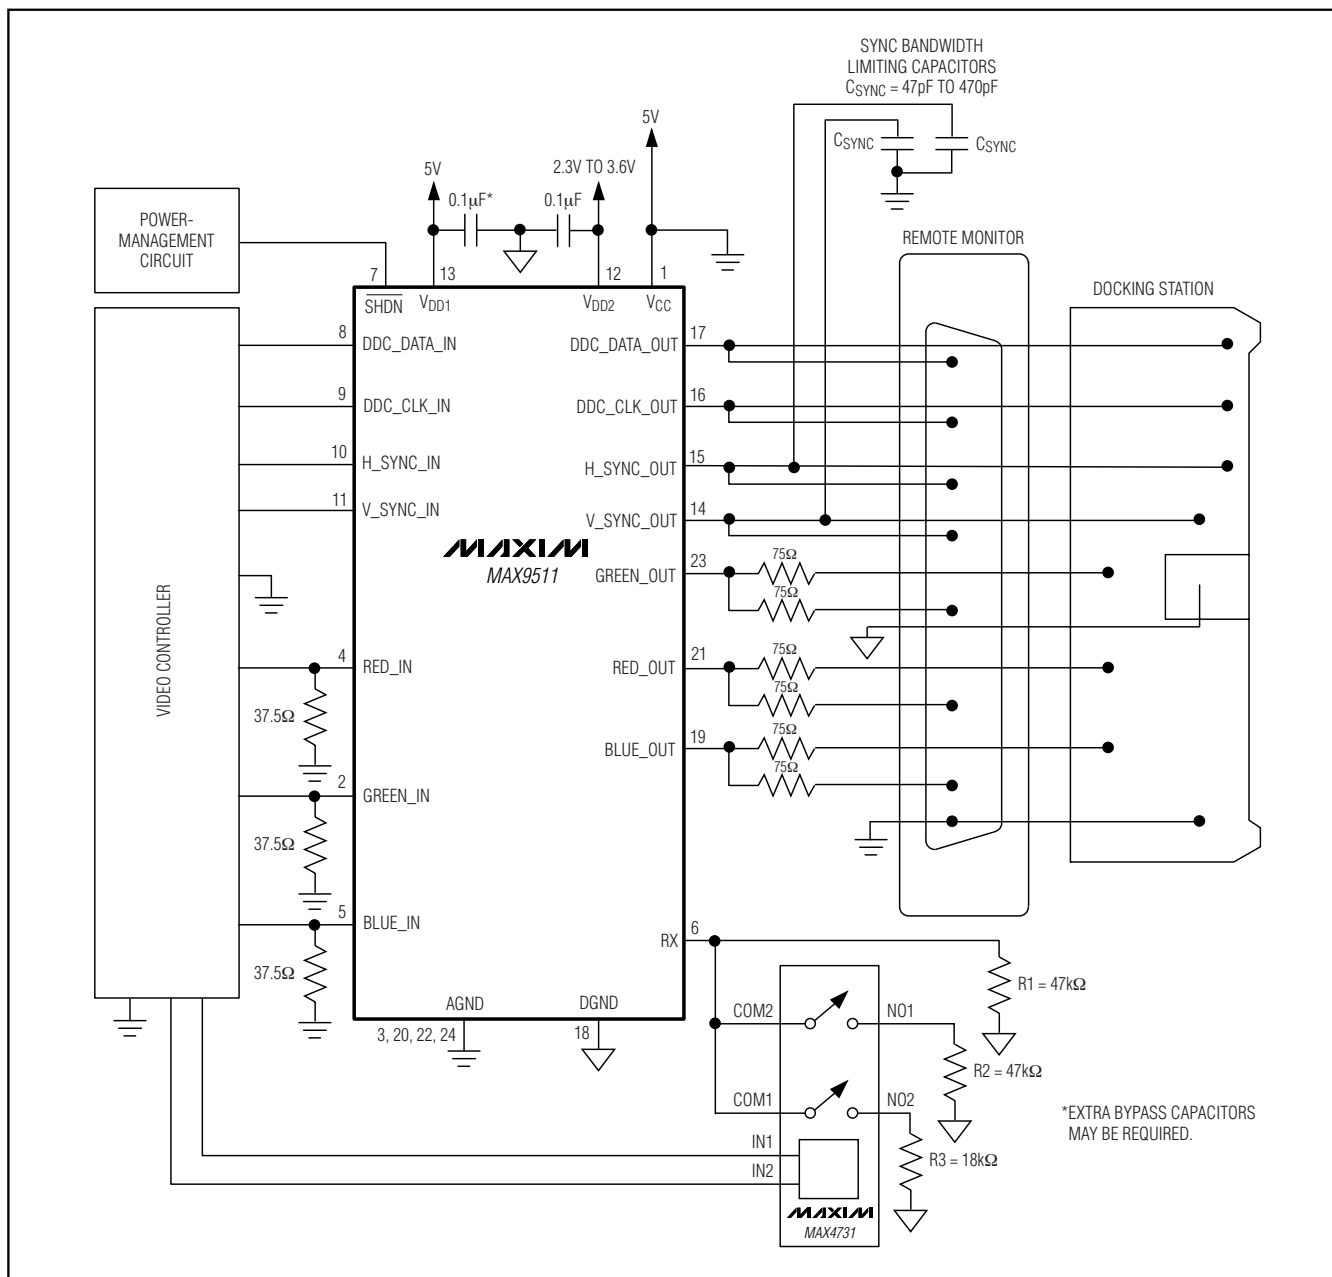 SYNC BANDWIDTH
LIMITING CAPACITORS
CSYNC = 47pF TO 470pF
5V
CSYNC
CSYNC
5V
2.3V TO 3.6V
0.1µF*
0.1µF
POWER-
MANAGEMENT
CIRCUIT
REMOTE MONITOR
DOCKING STATION
7
13
12
1
SHDN
VDD1
VDD2
VCC
8
DDC_DATA_IN
DDC_DATA_OUT
17
9
DDC_CLK_IN
DDC_CLK_OUT
16
10
H_SYNC_IN
H_SYNC_OUT
15
11
V_SYNC_IN
V_SYNC_OUT
14
MAXIM
MAX9511
GREEN_OUT
23
75Ω
75Ω
VIDEO CONTROLLER
4
RED_IN
RED_OUT
21
75Ω
75Ω
37.5Ω
BLUE_OUT
19
75Ω
75Ω
2
GREEN_IN
37.5Ω
5
BLUE_IN
37.5Ω
RX
6
R1 = 47kΩ
AGND
DGND
3, 20, 22, 24
18
COM2
NO1
R2 = 47kΩ
COM1
NO2
R3 = 18kΩ
IN1
IN2
MAXIM
MAX4731
*EXTRA BYPASS CAPACITORS
MAY BE REQUIRED.